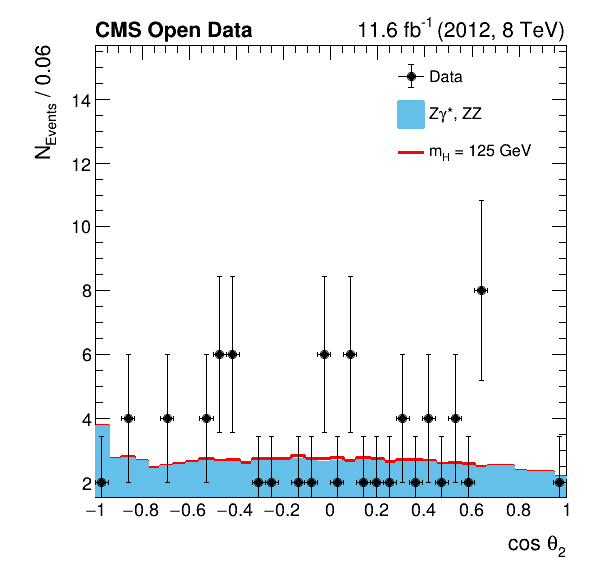 CMS Open Data 11.6 fb⁻¹ (2012, 8 TeV)
N_Events / 0.06
Data
Zγ*, ZZ
m_H = 125 GeV
14
12
10
8
6
4
2
−1 −0.8 −0.6 −0.4 −0.2 0 0.2 0.4 0.6 0.8 1
cos θ₂